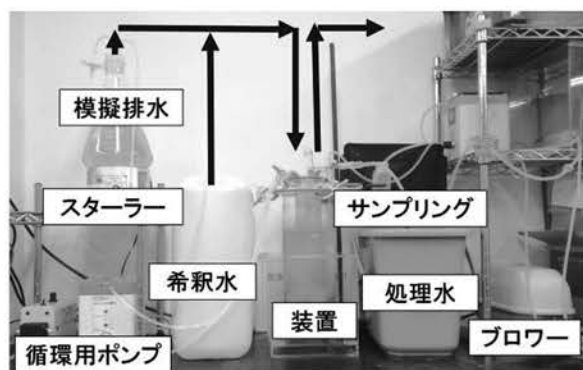 模擬排水
スターラー
サンプリング
希釈水
処理水
装置
ブロワー
循環用ポンプ